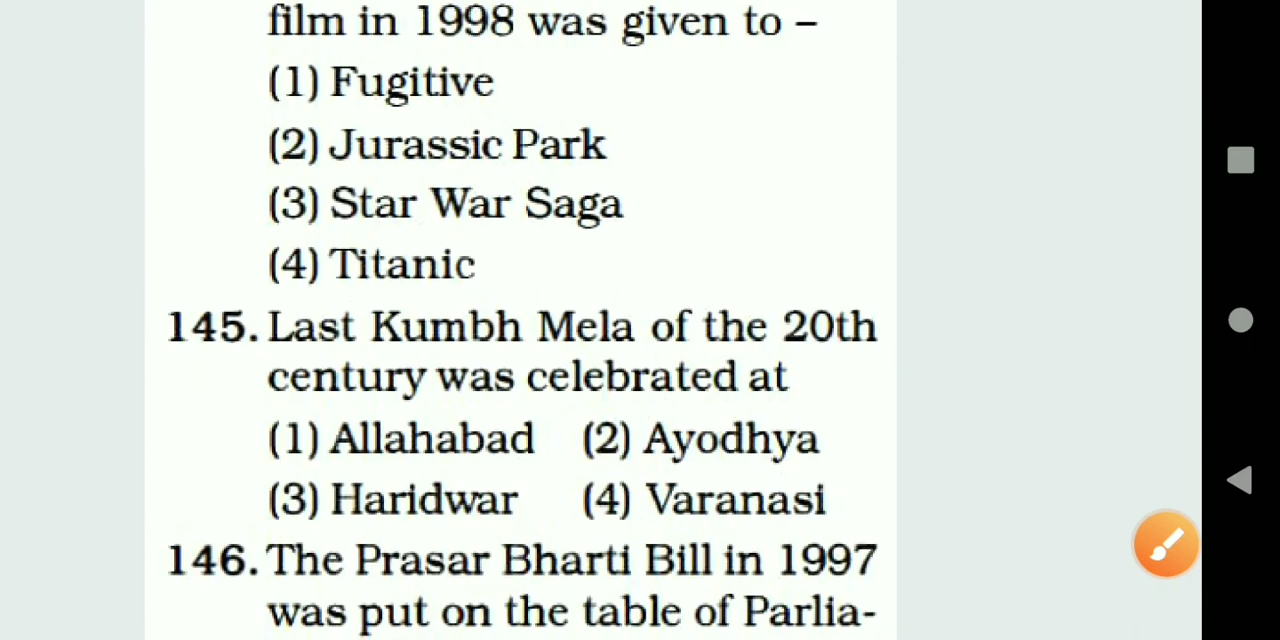 film in 1998 was given to –
(1) Fugitive
(2) Jurassic Park
(3) Star War Saga
(4) Titanic
145. Last Kumbh Mela of the 20th
century was celebrated at
(1) Allahabad (2) Ayodhya
(3) Haridwar (4) Varanasi
146. The Prasar Bharti Bill in 1997
was put on the table of Parlia-